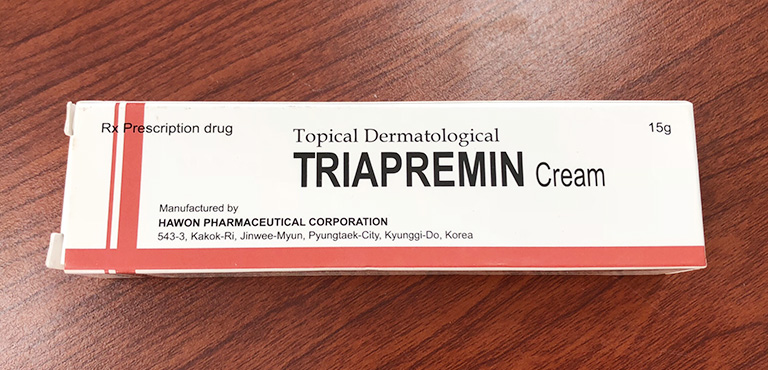 Rx Prescription drug
Topical Dermatological
15g
TRIAPREMIN Cream
Manufactured by
HAWON PHARMACEUTICAL CORPORATION
543-3, Kakok-Ri, Jinwee-Myun, Pyungtaek-City, Kyunggi-Do, Korea